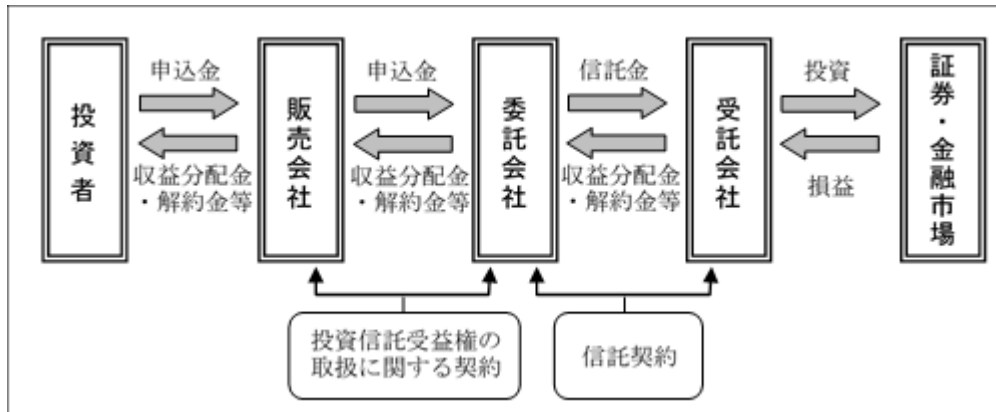 投資者
申込金
収益分配金
・解約金等
販売会社
申込金
収益分配金
・解約金等
委託会社
信託金
収益分配金
・解約金等
受託会社
投資
損益
証券・金融市場
投資信託受益権の
取扱に関する契約
信託契約